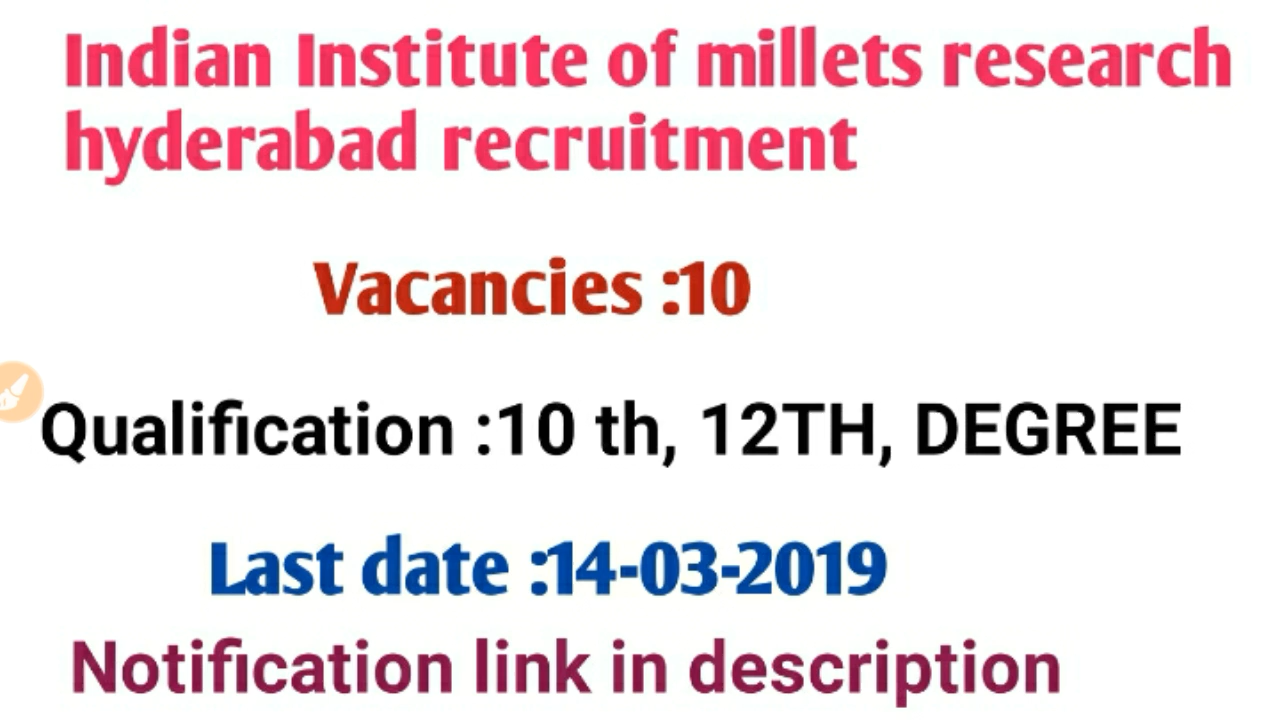 Indian Institute of millets research
hyderabad recruitment
Vacancies :10
Qualification :10 th, 12TH, DEGREE
Last date :14-03-2019
Notification link in description